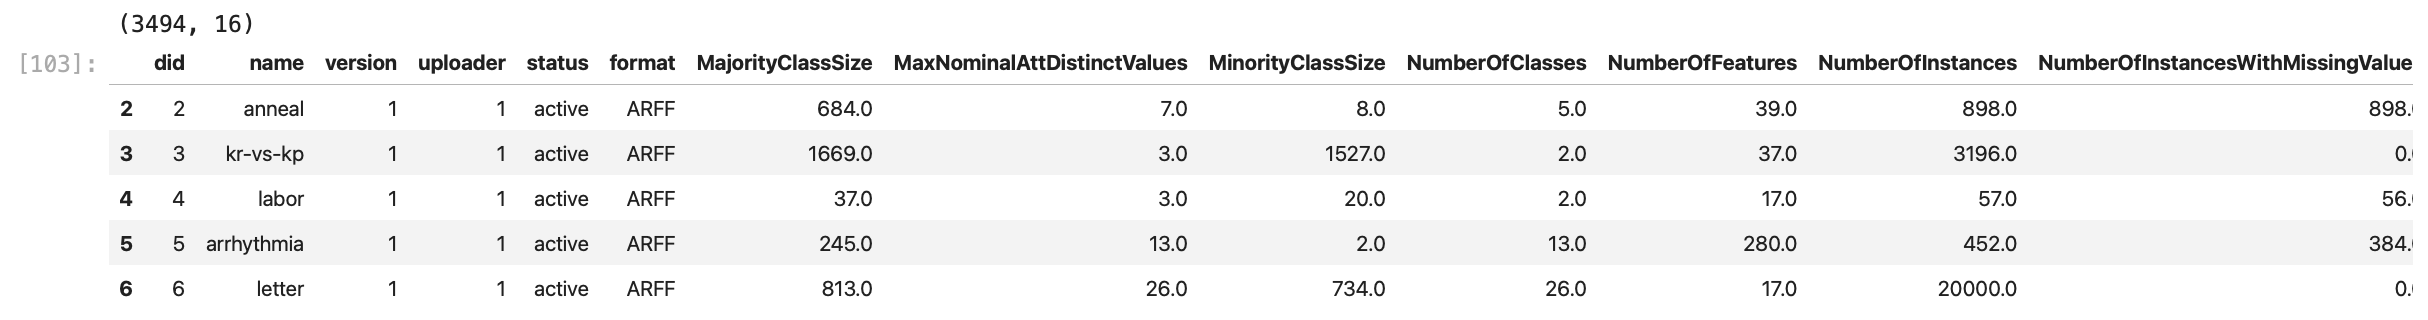 (3494, 16)
[103]: did name version uploader status format MajorityClassSize MaxNominalAttDistinctValues MinorityClassSize NumberOfClasses NumberOfFeatures NumberOfInstances NumberOfInstancesWithMissingValue
2 2 anneal 1 1 active ARFF 684.0 7.0 8.0 5.0 39.0 898.0 898.
3 3 kr-vs-kp 1 1 active ARFF 1669.0 3.0 1527.0 2.0 37.0 3196.0 0.
4 4 labor 1 1 active ARFF 37.0 3.0 20.0 2.0 17.0 57.0 56.
5 5 arrhythmia 1 1 active ARFF 245.0 13.0 2.0 13.0 280.0 452.0 384.
6 6 letter 1 1 active ARFF 813.0 26.0 734.0 26.0 17.0 20000.0 0.